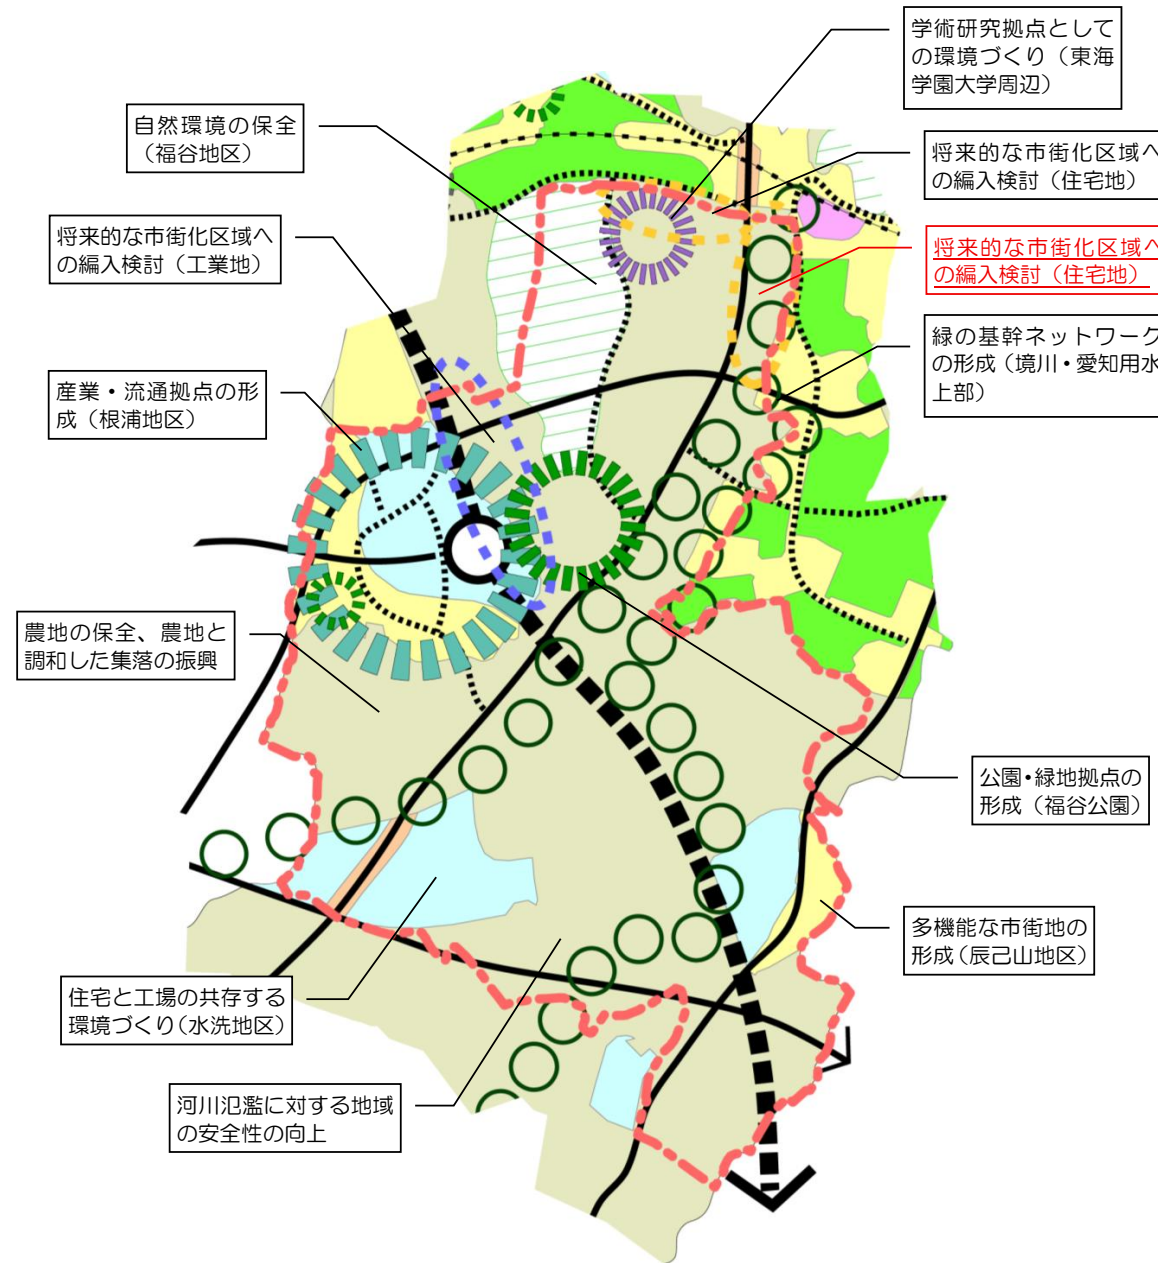 学術研究拠点として
の環境づくり（東海
学園大学周辺）
自然環境の保全
（福谷地区）
将来的な市街化区域へ
の編入検討（住宅地）
将来的な市街化区域へ
の編入検討（工業地）
将来的な市街化区域へ
の編入検討（住宅地）
緑の基幹ネットワーク
の形成（境川・愛知用水
上部）
産業・流通拠点の形
成（根浦地区）
農地の保全、農地と
調和した集落の振興
公園・緑地拠点の
形成（福谷公園）
多機能な市街地の
形成（辰己山地区）
住宅と工場の共存する
環境づくり（水洗地区）
河川氾濫に対する地域
の安全性の向上